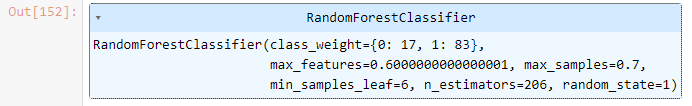 Out[152]:
RandomForestClassifier
RandomForestClassifier(class_weight={0: 17, 1: 83},
max_features=0.6000000000000001, max_samples=0.7,
min_samples_leaf=6, n_estimators=206, random_state=1)